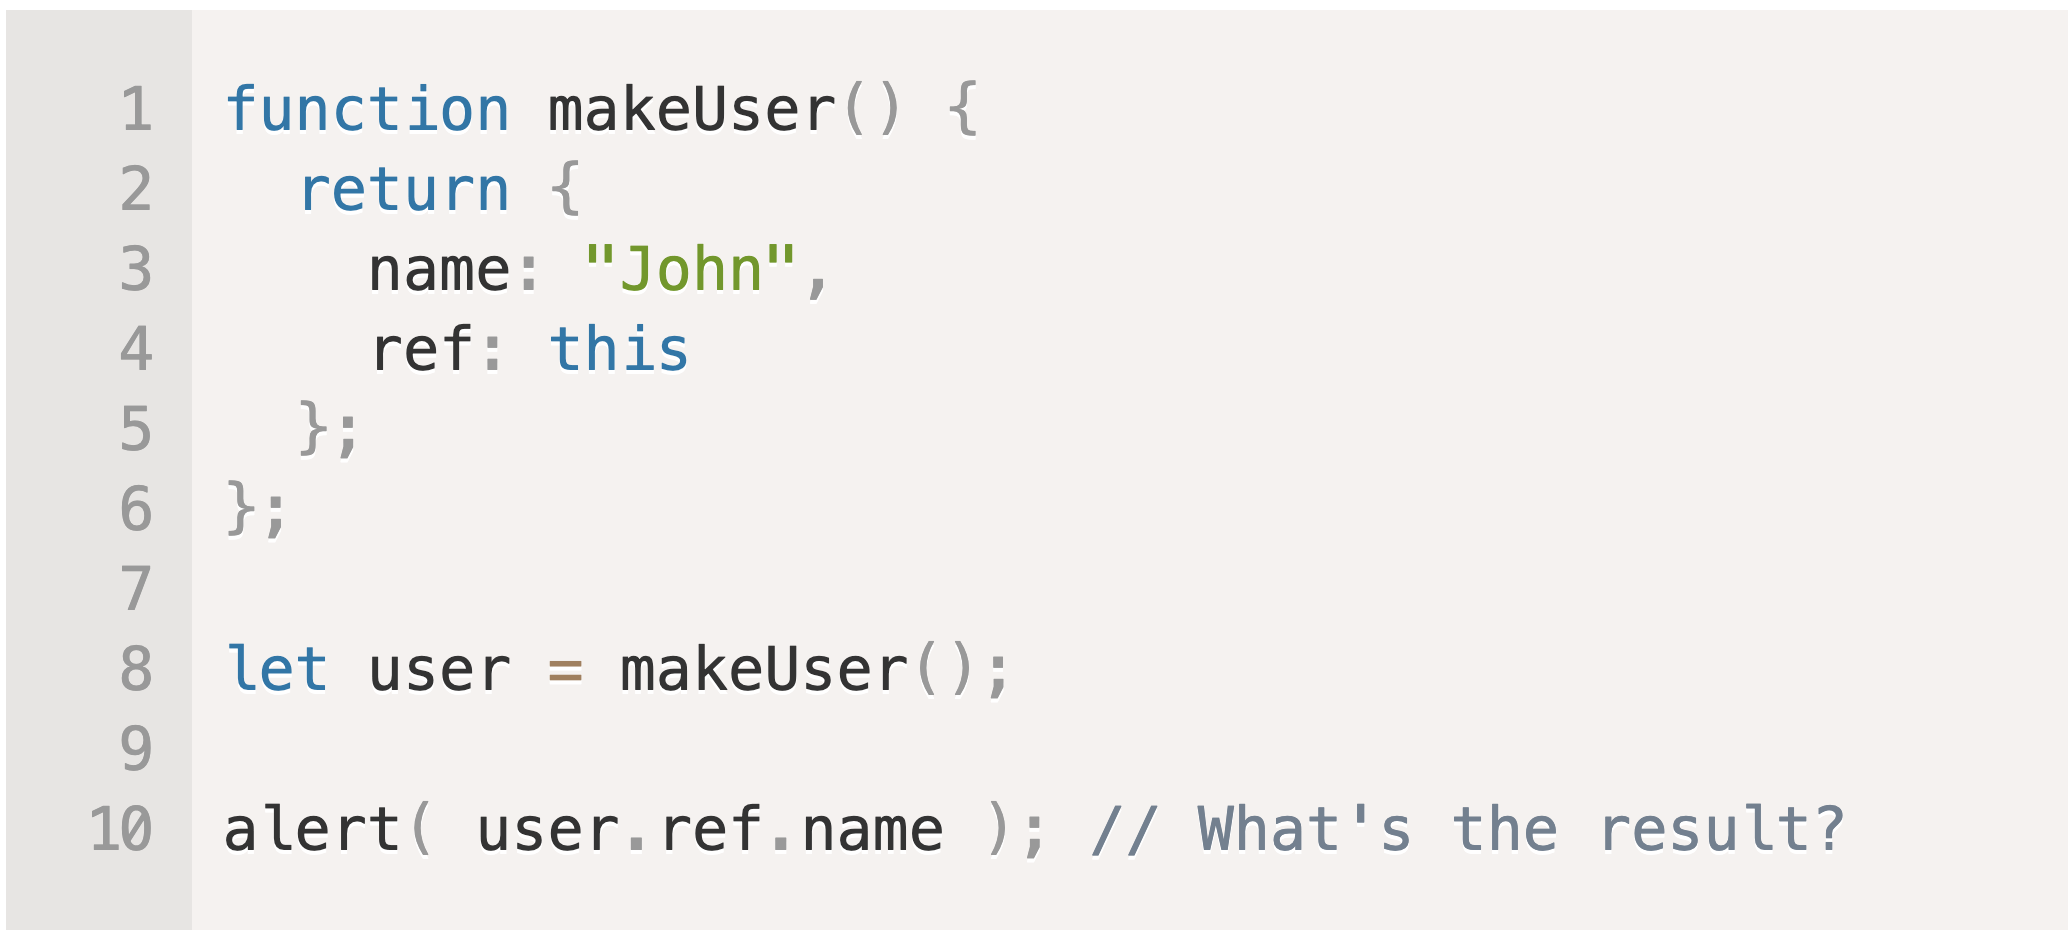 1 function makeUser() {
2   return {
3     name: "John",
4     ref: this
5   };
6 };
7
8 let user = makeUser();
9
10 alert( user.ref.name ); // What's the result?